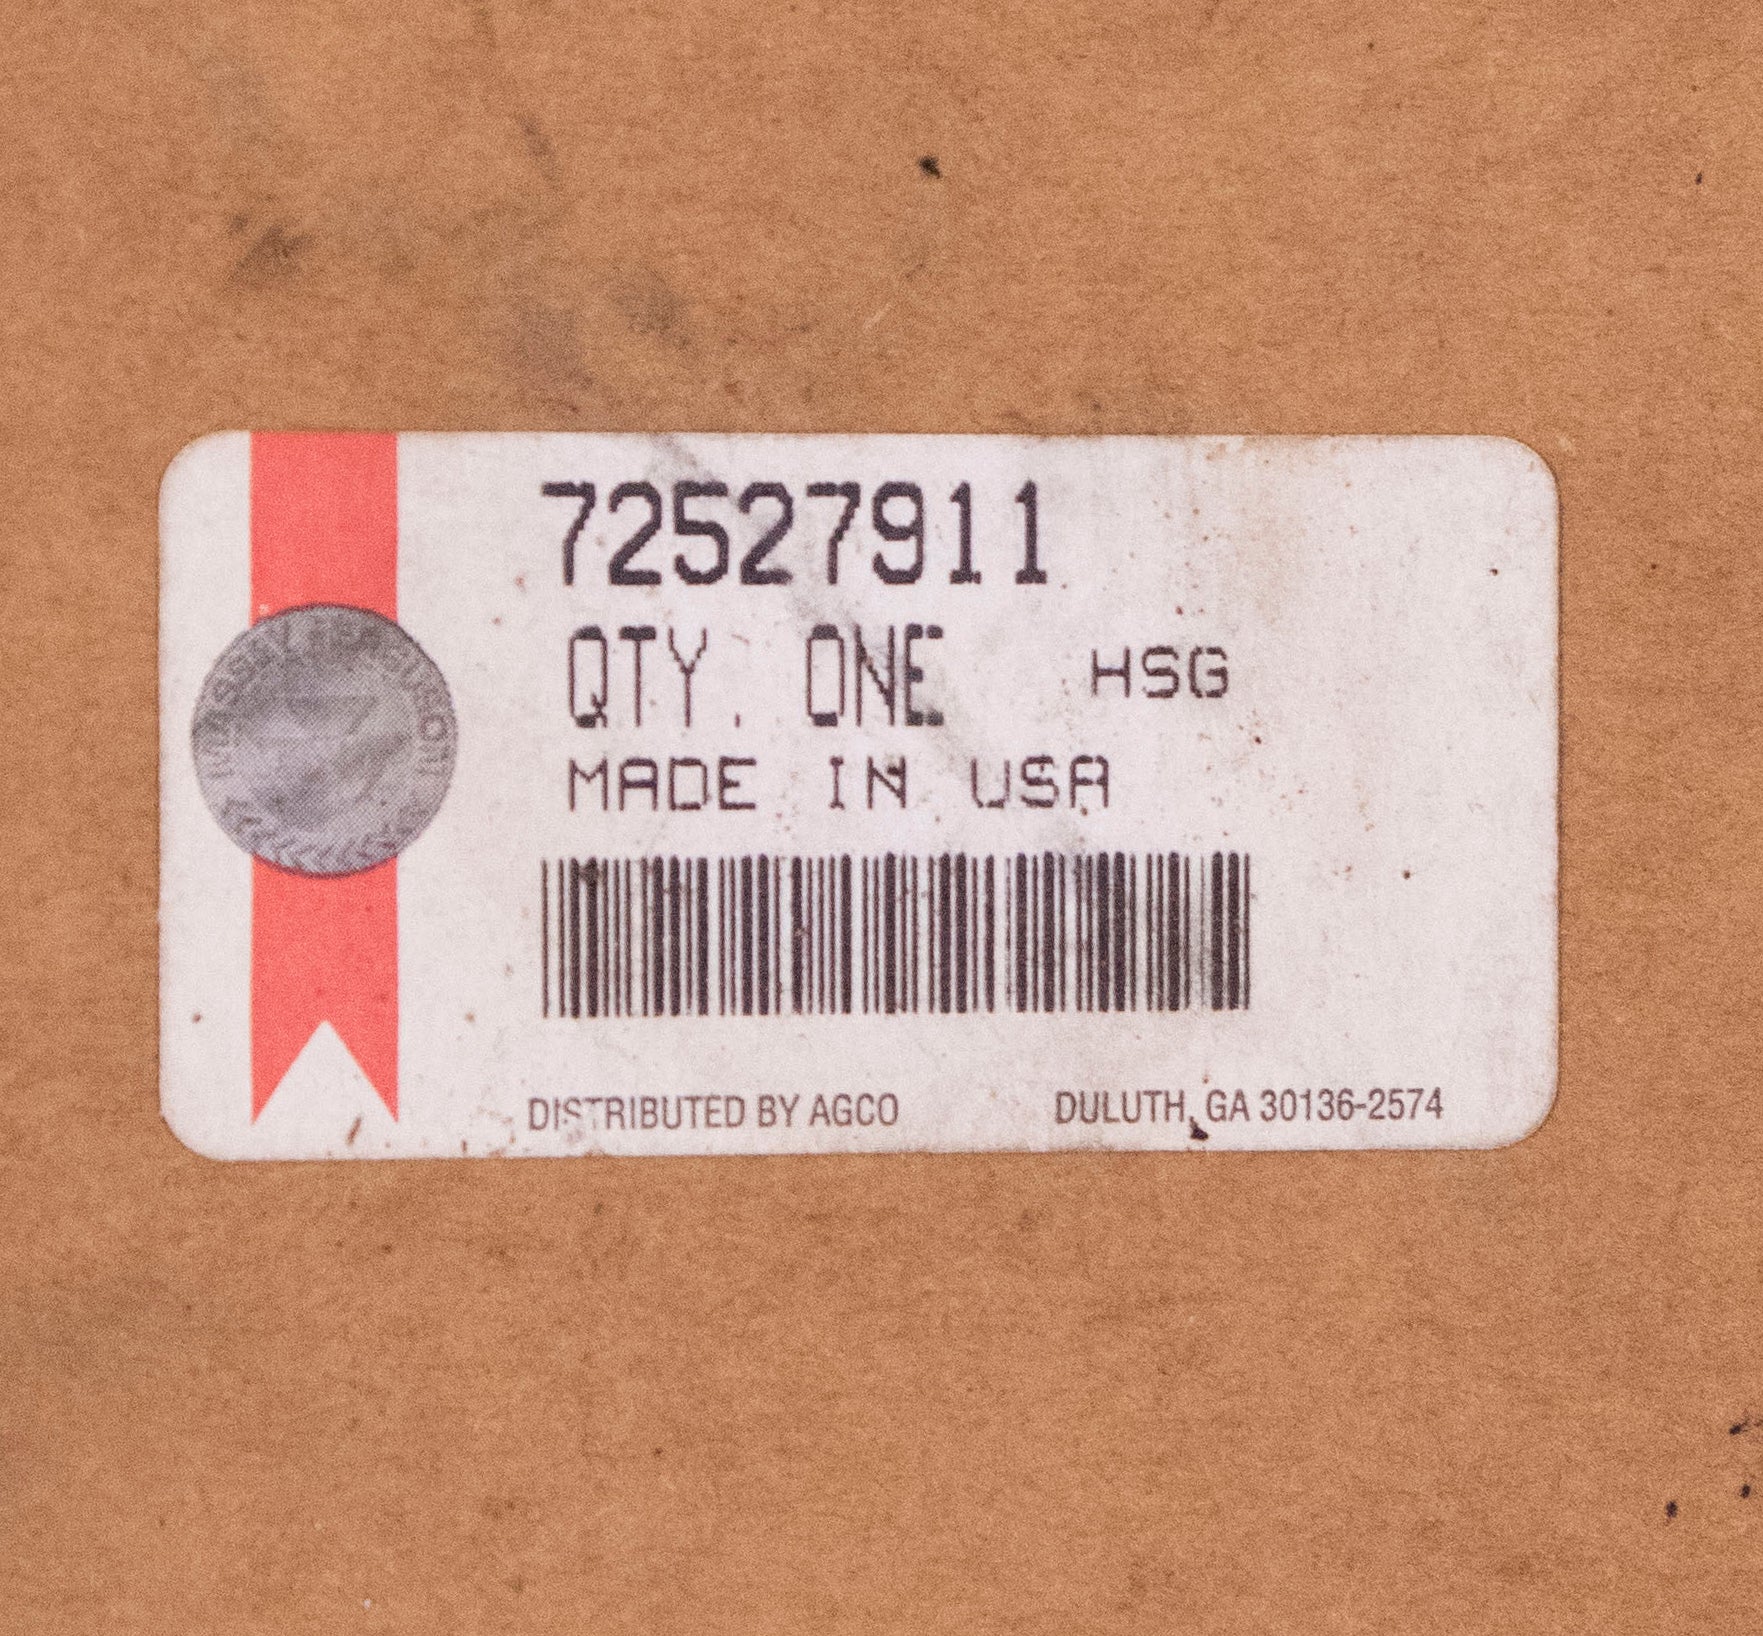 72527911
QTY. ONE HSG
MADE IN USA
DISTRIBUTED BY AGCO DULUTH, GA 30136-2574